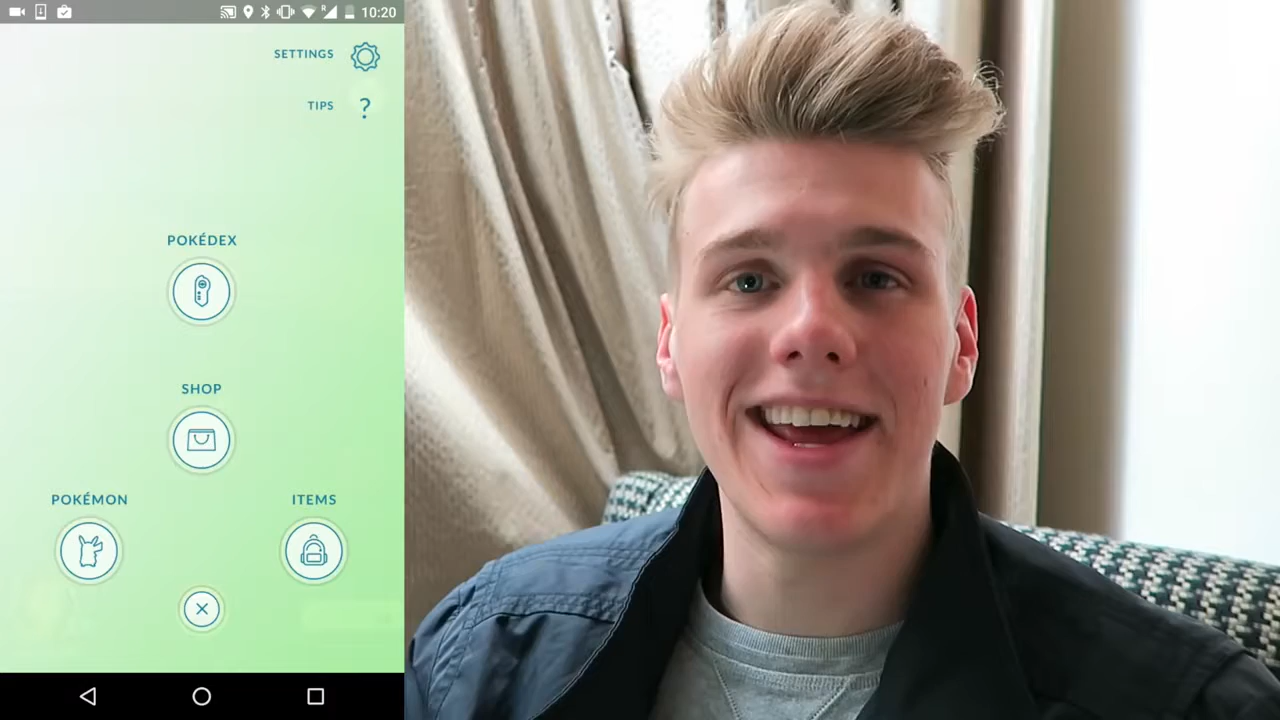 10:20
SETTINGS
TIPS ?
POKÉDEX
SHOP
POKÉMON ITEMS